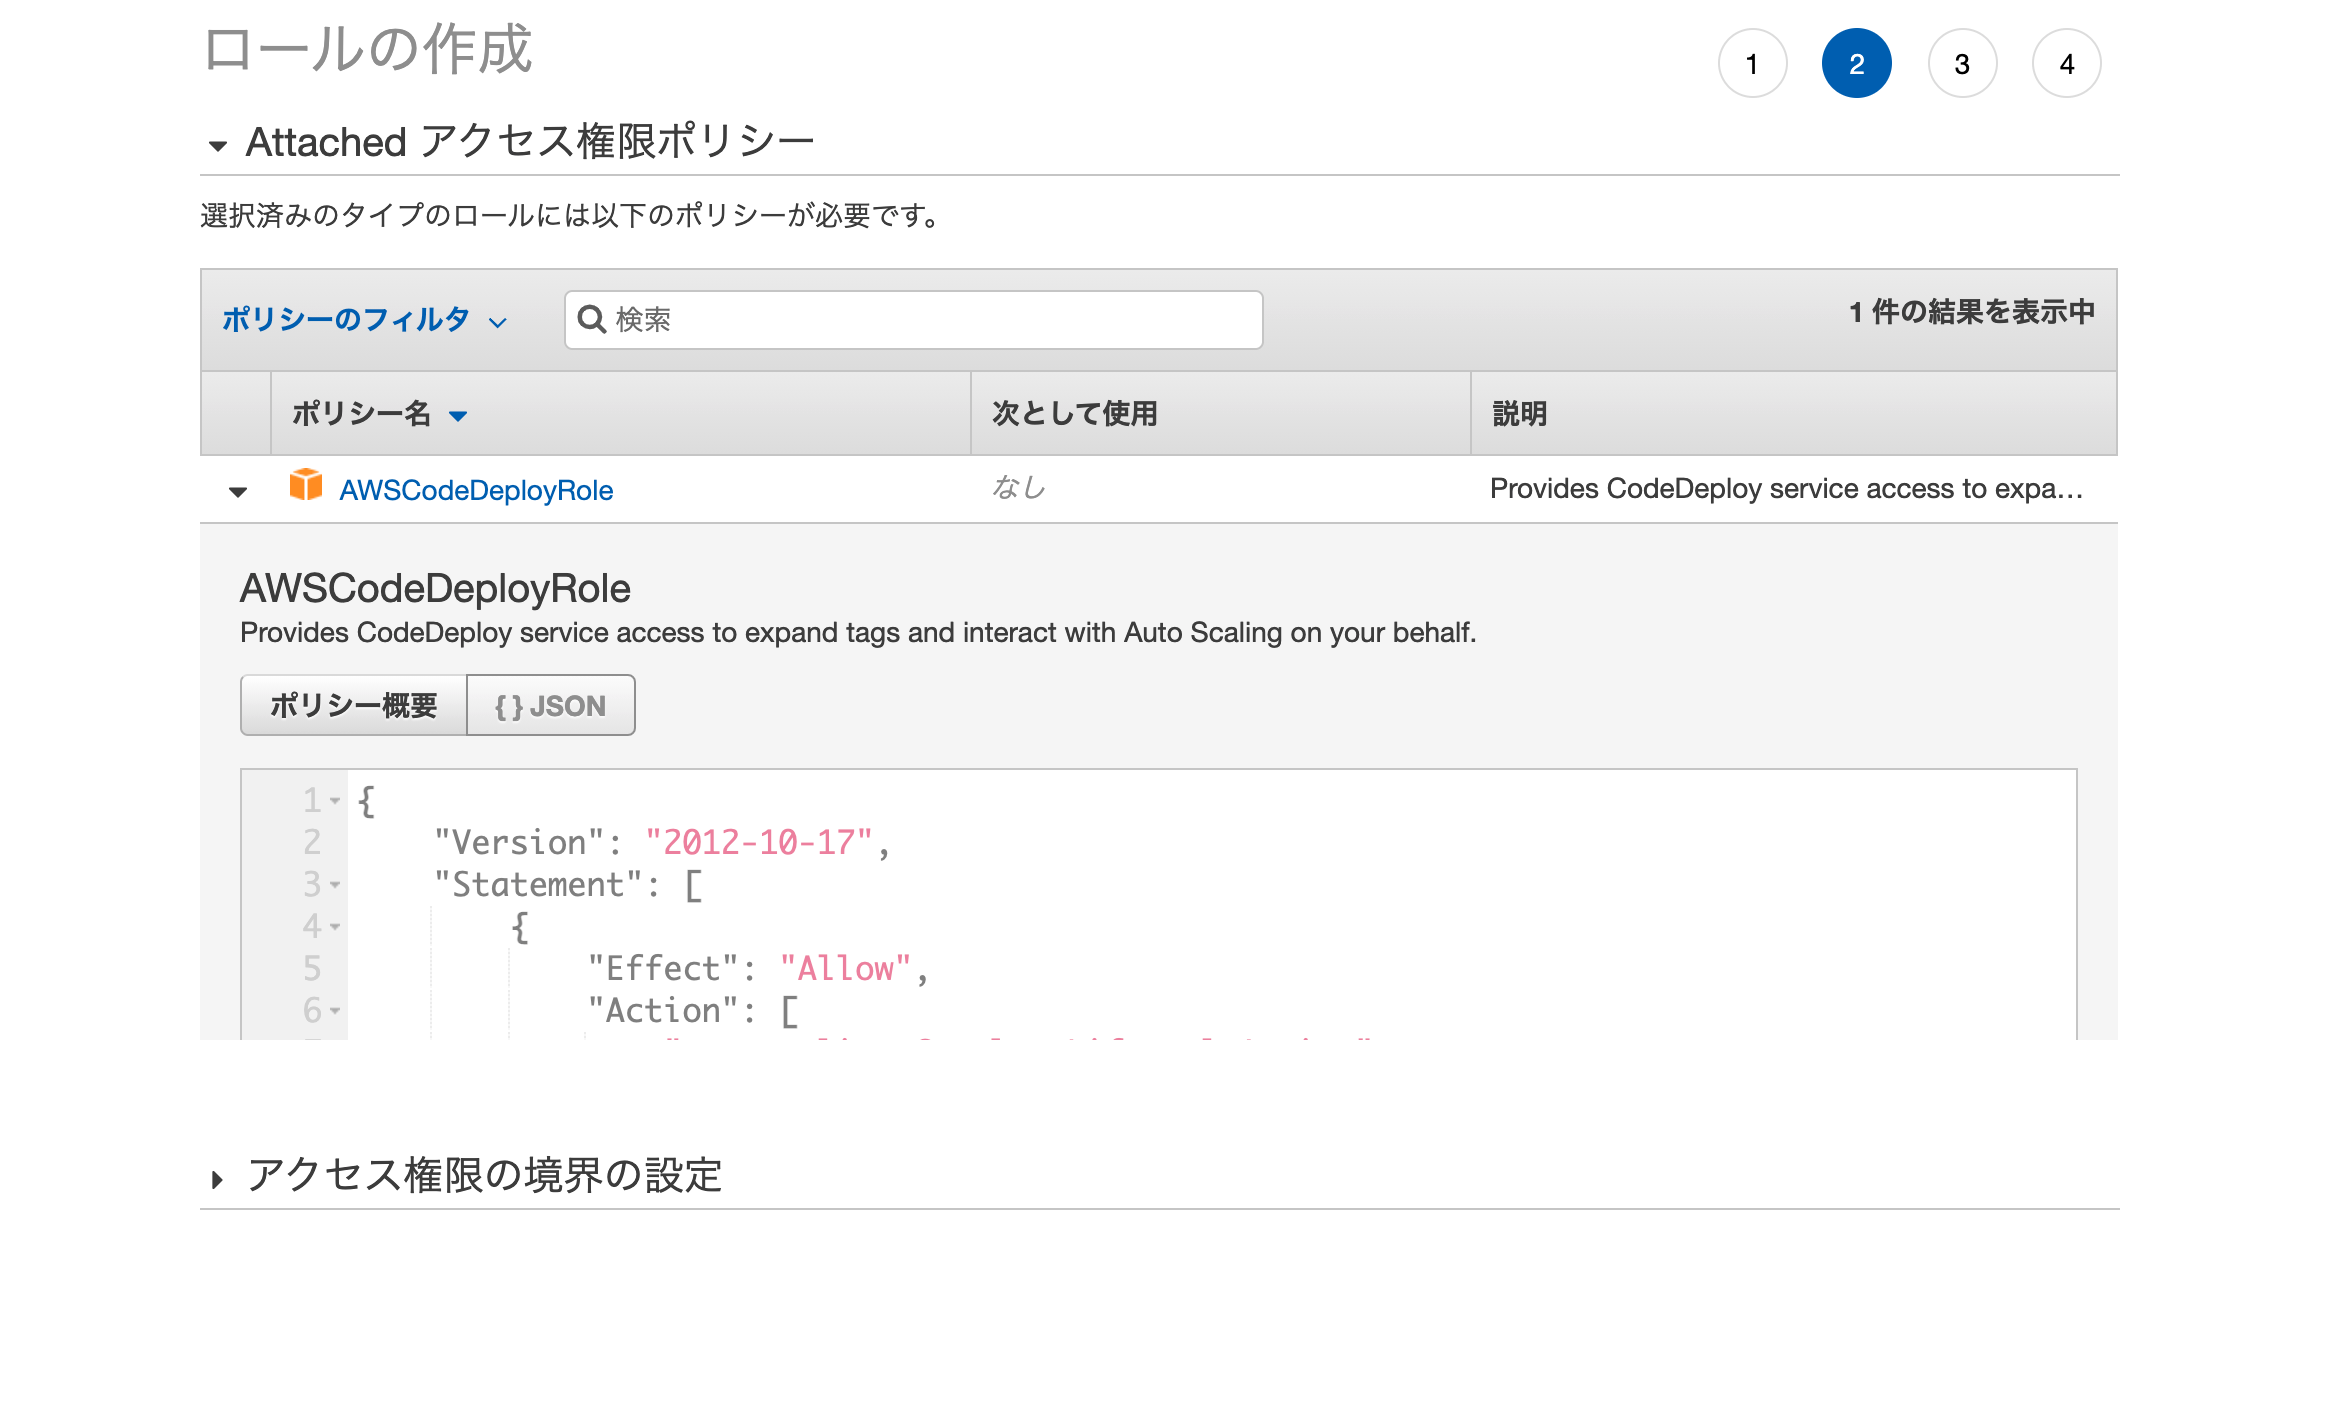 ロールの作成
1 2 3 4
Attached アクセス権限ポリシー
選択済みのタイプのロールには以下のポリシーが必要です。
ポリシーのフィルタ 検索 1 件の結果を表示中
ポリシー名 次として使用 説明
AWSCodeDeployRole なし Provides CodeDeploy service access to expa…
AWSCodeDeployRole
Provides CodeDeploy service access to expand tags and interact with Auto Scaling on your behalf.
ポリシー概要 { } JSON
1 {
2 "Version": "2012-10-17",
3 "Statement": [
4 {
5 "Effect": "Allow",
6 "Action": [
アクセス権限の境界の設定